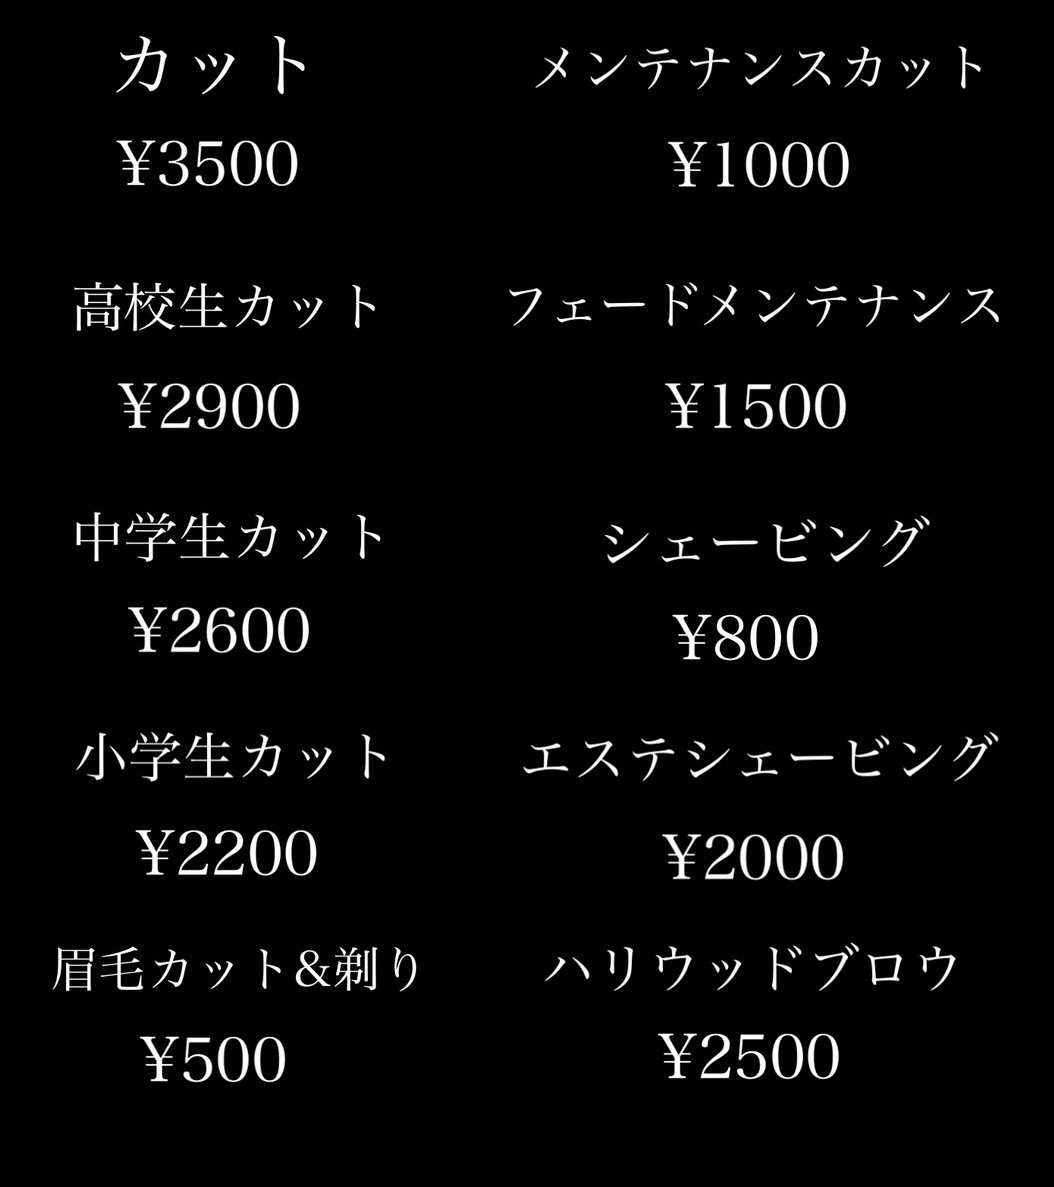 カット
¥3500
高校生カット
¥2900
中学生カット
¥2600
小学生カット
¥2200
眉毛カット&剃り
¥500
メンテナンスカット
¥1000
フェードメンテナンス
¥1500
シェービング
¥800
エステシェービング
¥2000
ハリウッドブロウ
¥2500